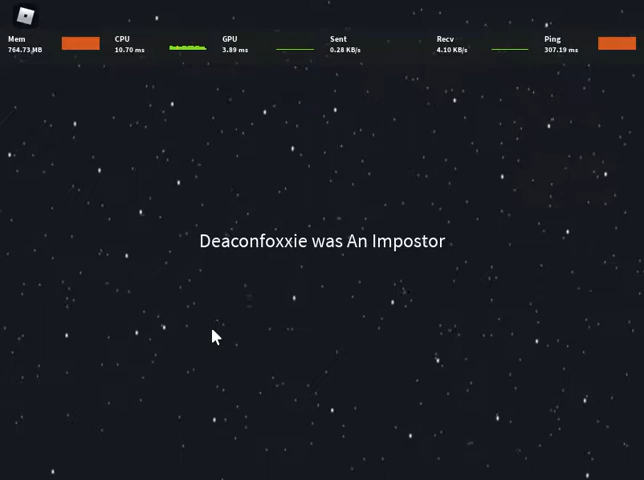 Mem CPU GPU Sent Recv Ping
764.73 MB 10.70 ms 3.89 ms 0.28 KB/s 4.10 KB/s 307.19 ms
Deaconfoxxie was An Impostor